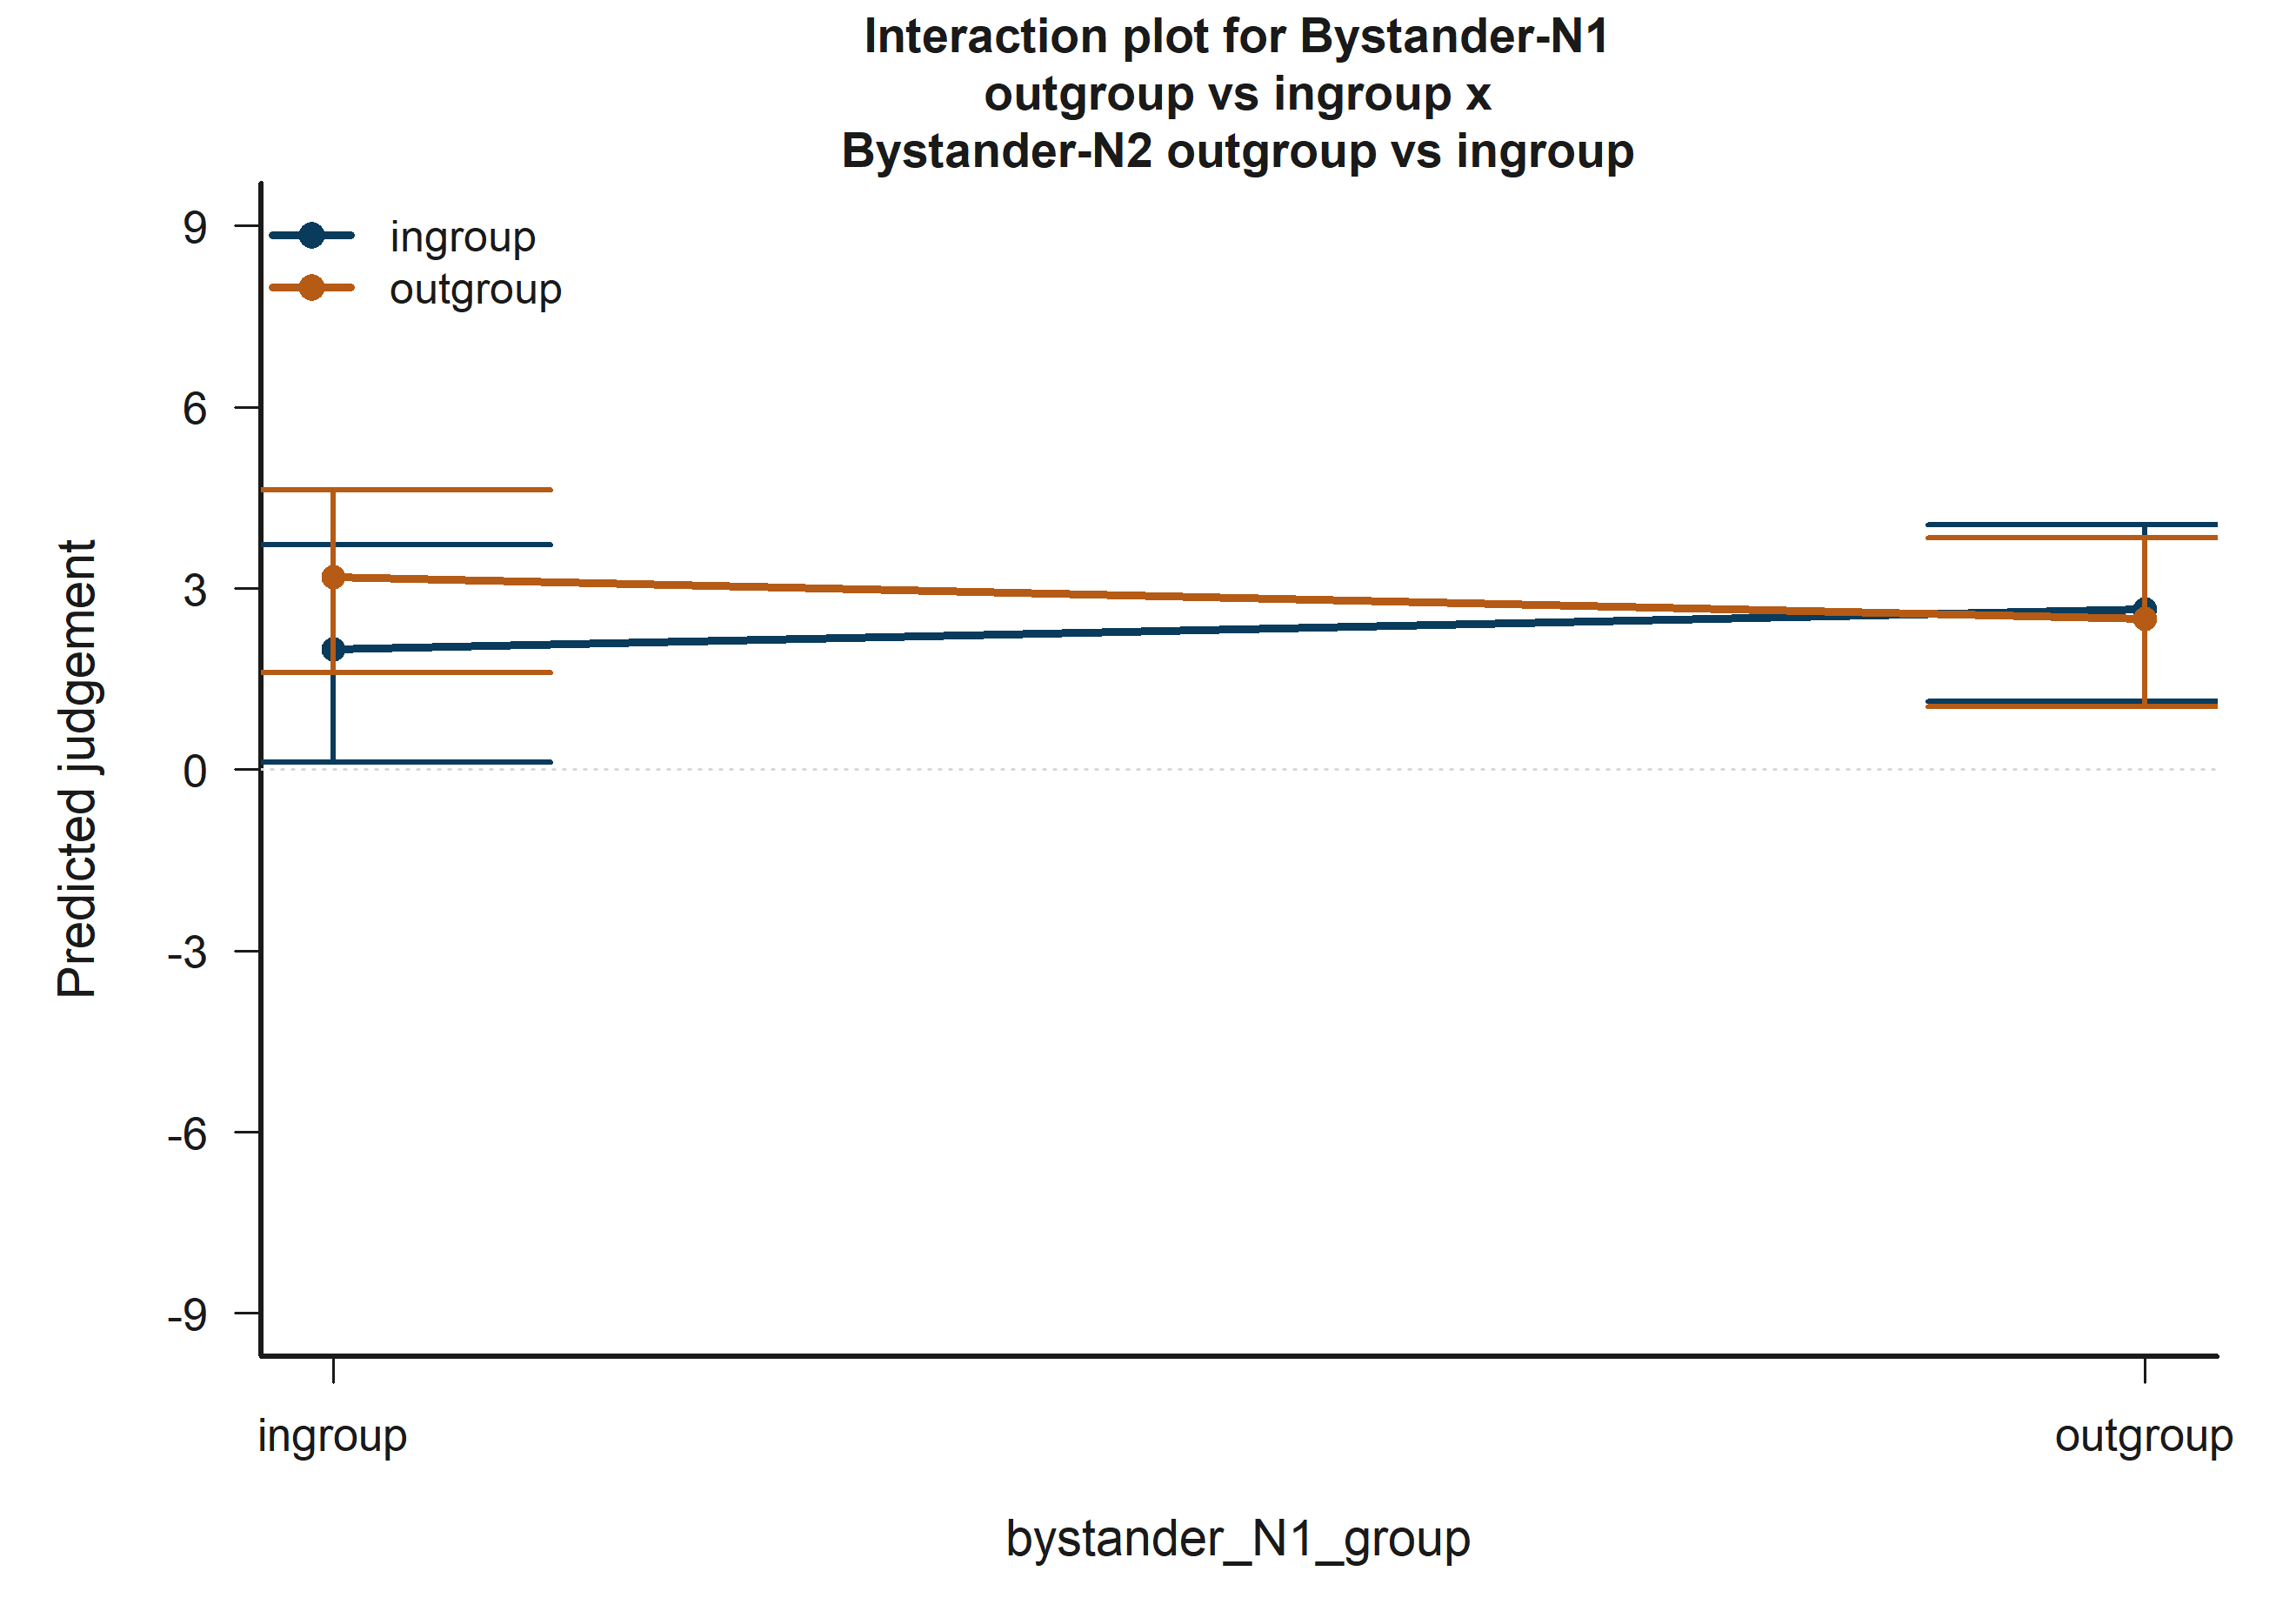 Interaction plot for Bystander-N1
outgroup vs ingroup x
Bystander-N2 outgroup vs ingroup
ingroup
outgroup
9
6
3
0
-3
-6
-9
Predicted judgement
ingroup
outgroup
bystander_N1_group